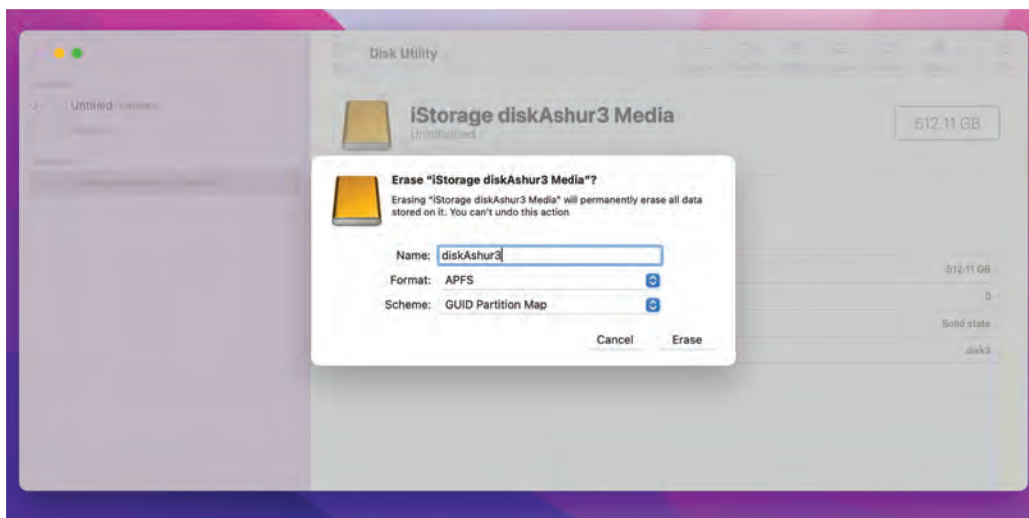 Disk Utility
Untitled
iStorage diskAshur3 Media
Uninitialised
512.11 GB
Erase "iStorage diskAshur3 Media"?
Erasing "iStorage diskAshur3 Media" will permanently erase all data
stored on it. You can't undo this action
Name: diskAshur3
Format: APFS
Scheme: GUID Partition Map
Cancel Erase
512.11 GB
0
Solid state
disk3